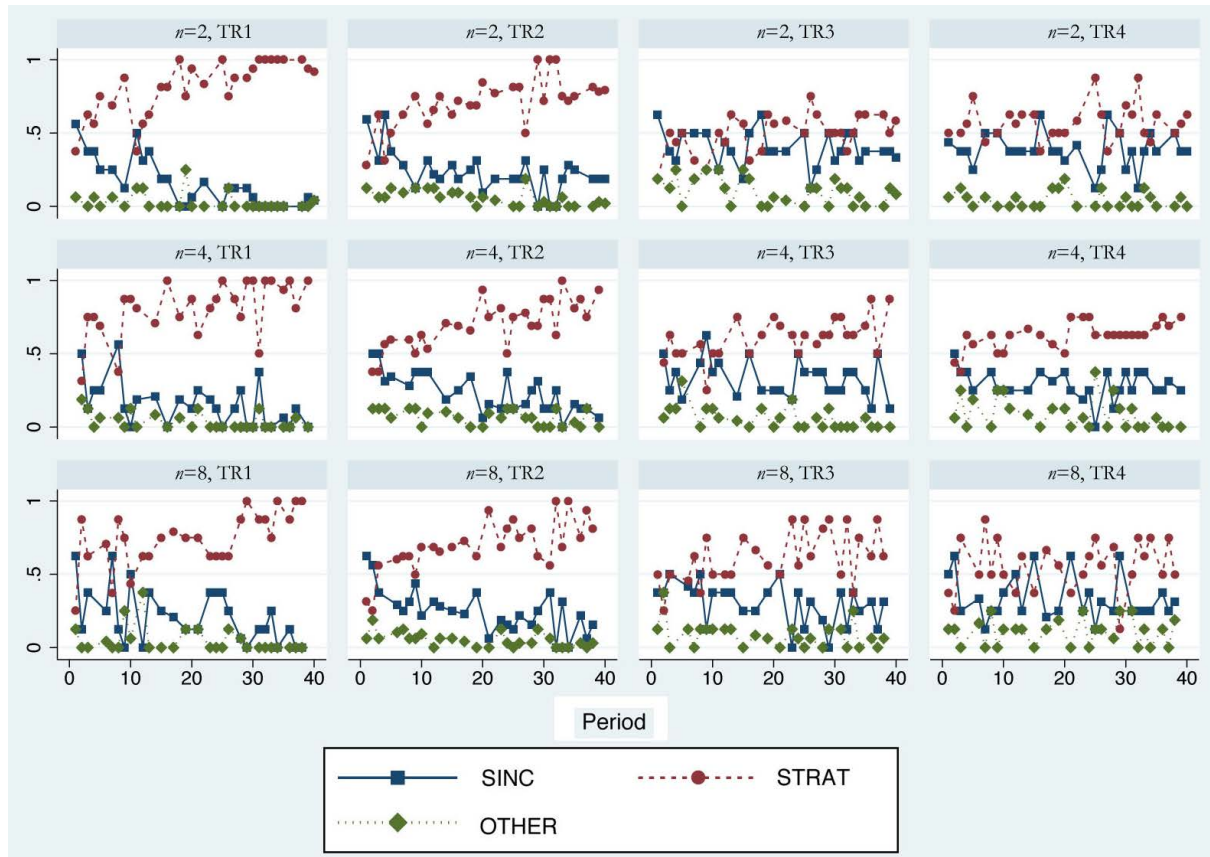 n=2, TR1
n=2, TR2
n=2, TR3
n=2, TR4
1
.5
0
n=4, TR1
n=4, TR2
n=4, TR3
n=4, TR4
1
.5
0
n=8, TR1
n=8, TR2
n=8, TR3
n=8, TR4
1
.5
0
0 10 20 30 40
0 10 20 30 40
0 10 20 30 40
0 10 20 30 40
Period
SINC
STRAT
OTHER